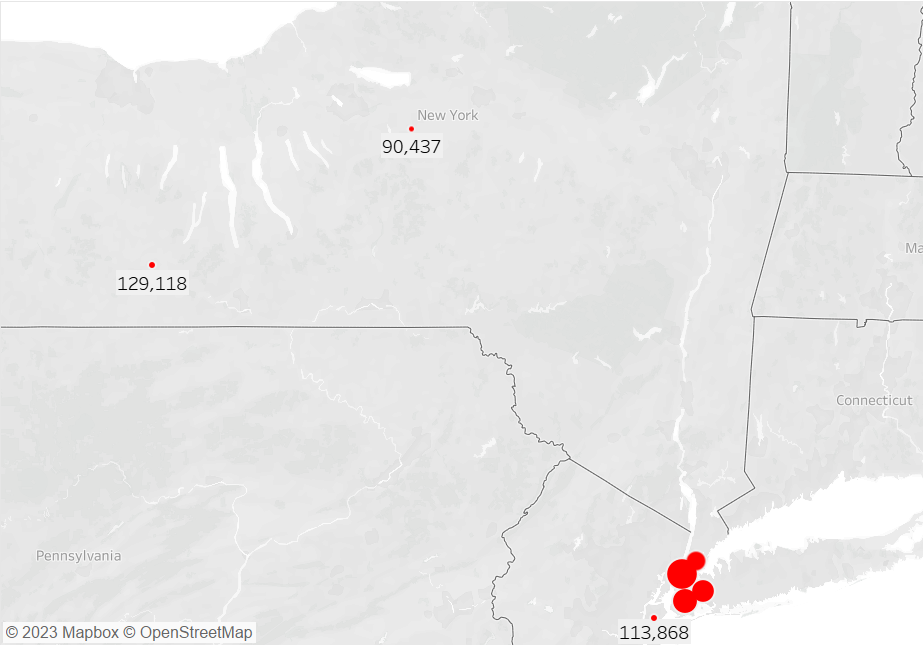 New York
90,437
Ma
129,118
Connecticut
Pennsylvania
113,868
© 2023 Mapbox © OpenStreetMap